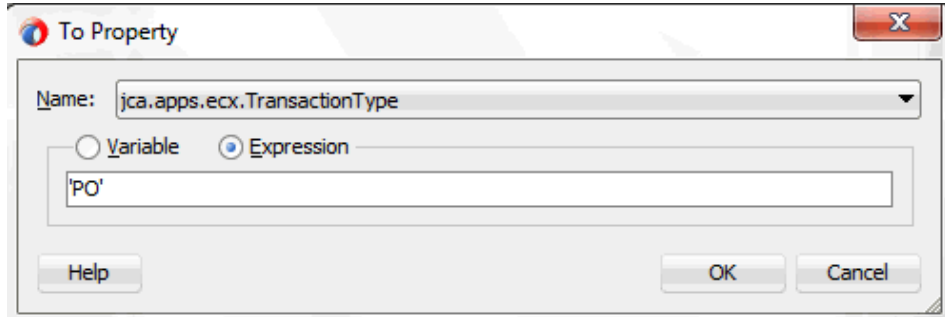 To Property
Name: jca.apps.ecx.TransactionType
Variable Expression
'PO'
Help OK Cancel